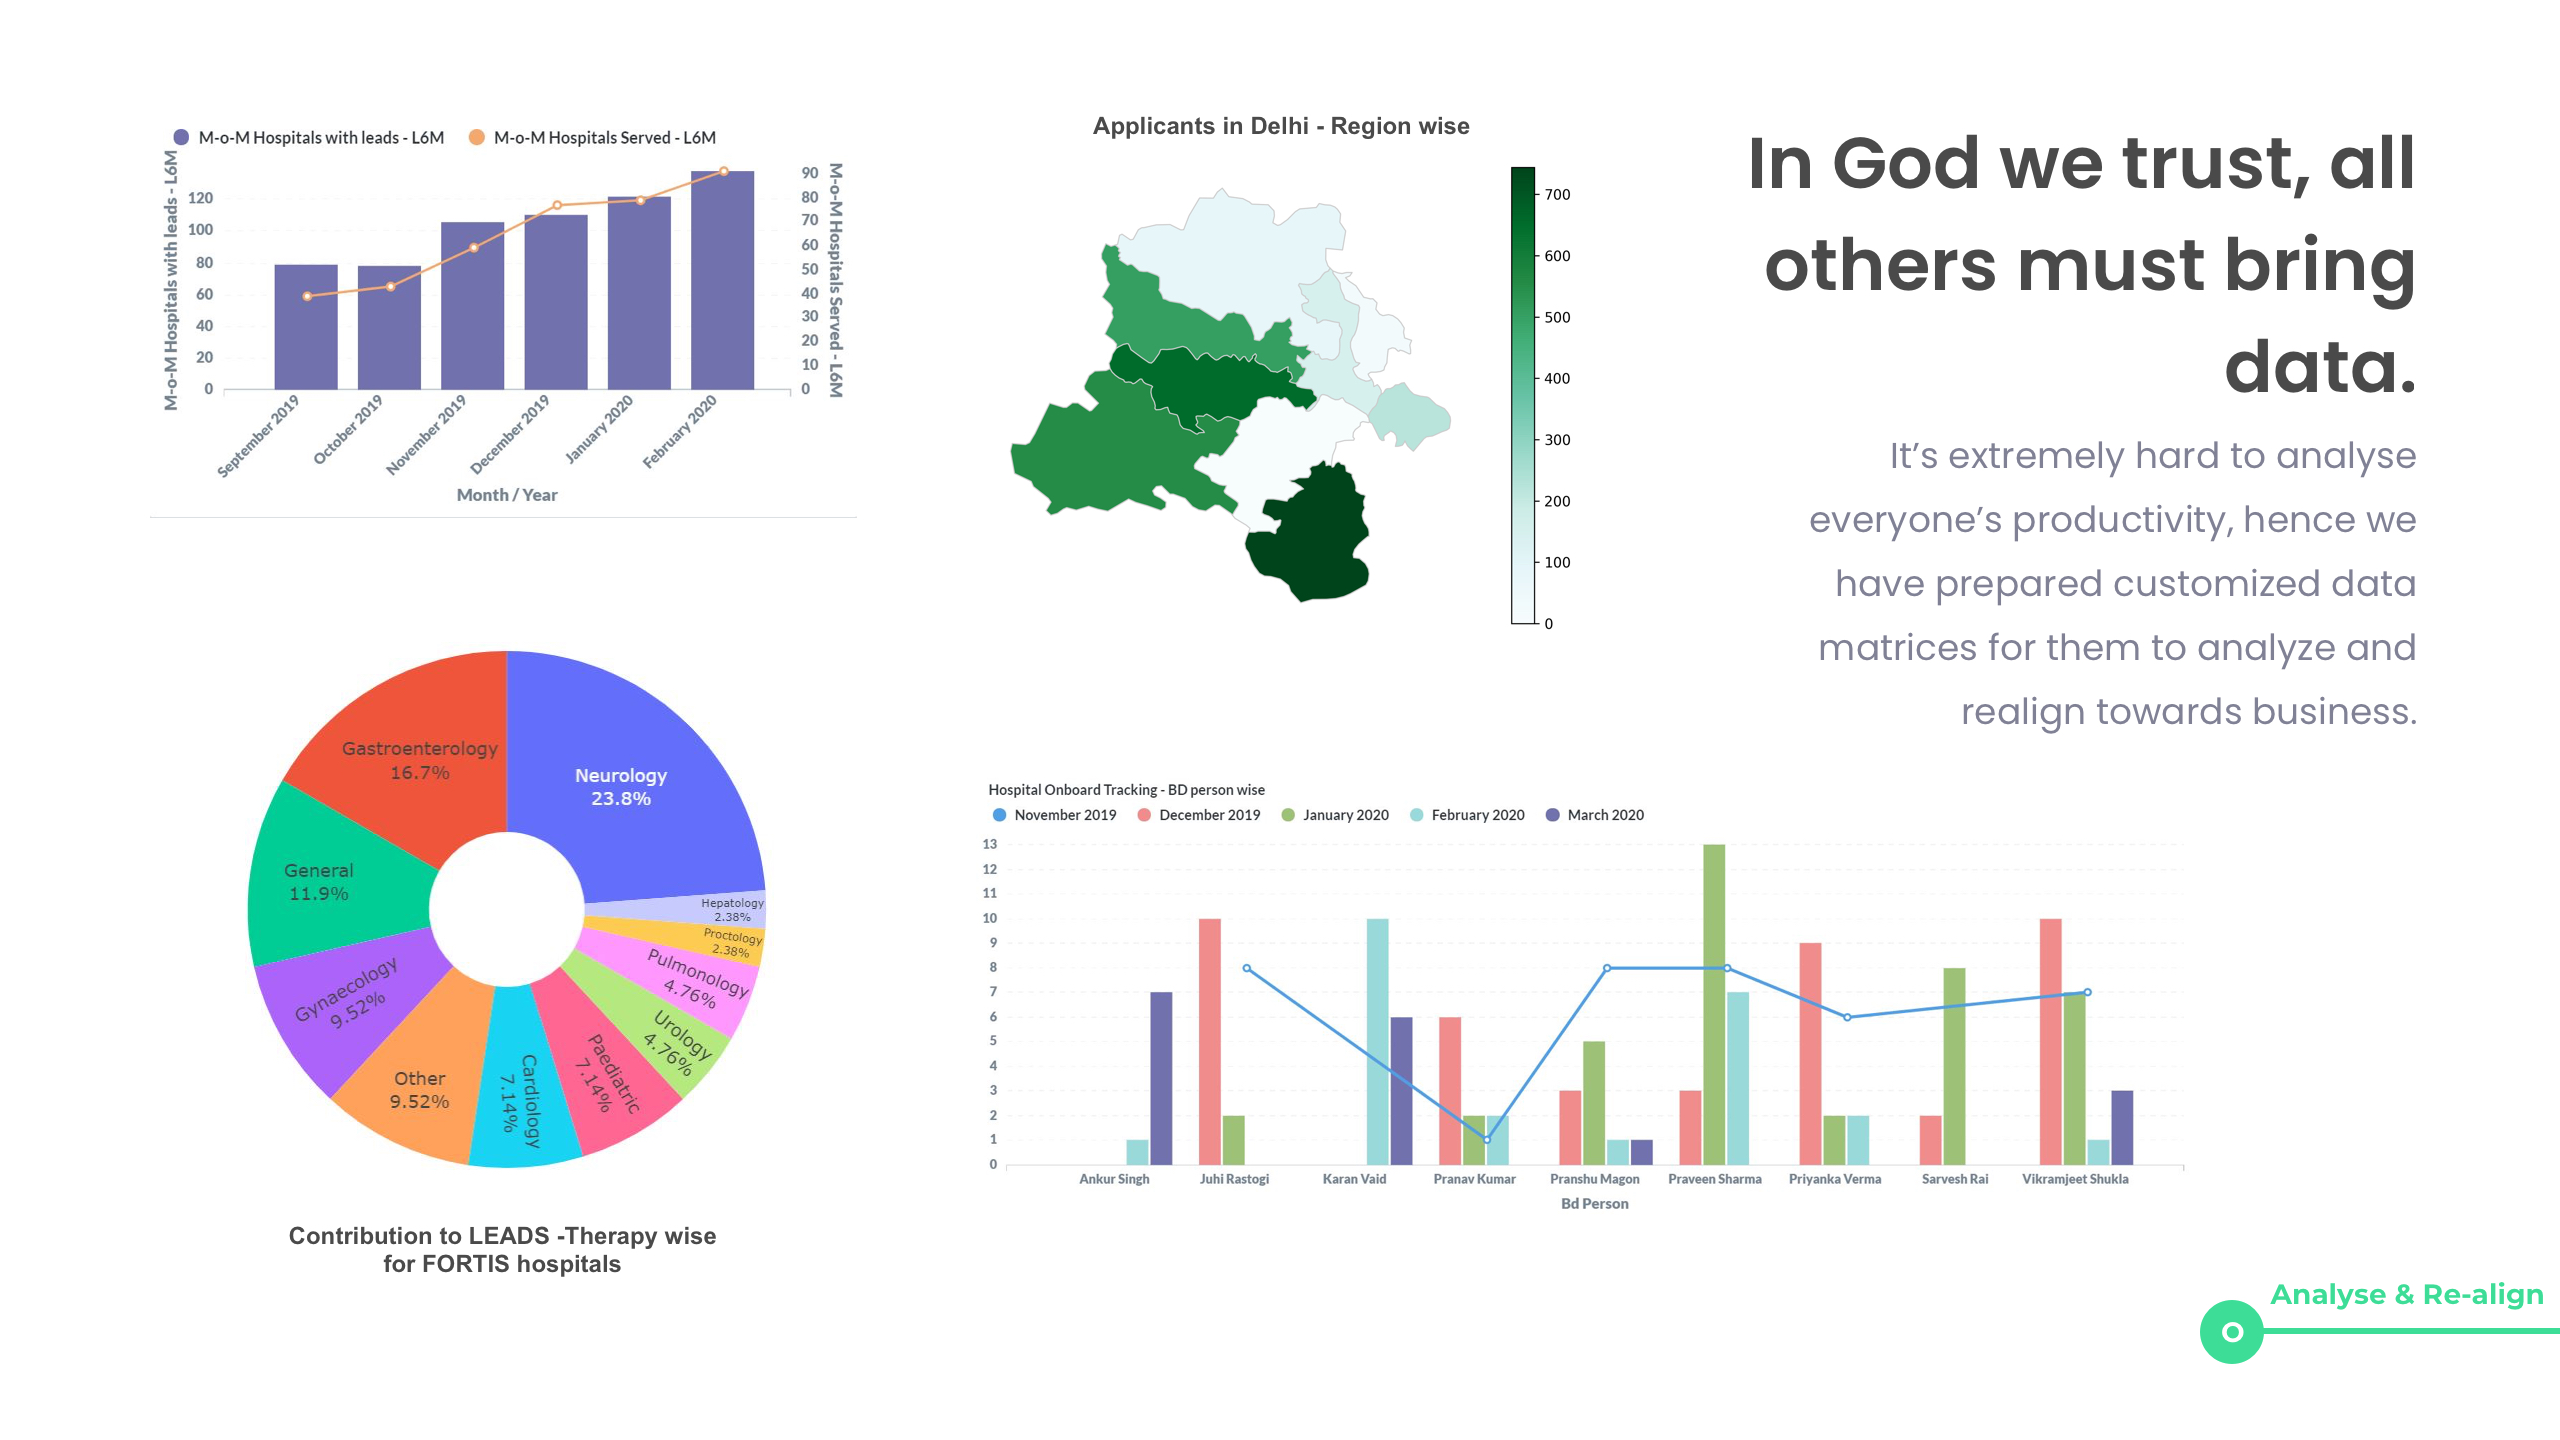 M-o-M Hospitals with leads - L6M
M-o-M Hospitals Served - L6M
M-o-M Hospitals with leads - L6M
120
100
80
60
40
20
0
90
80
70
60
50
40
30
20
10
0
M-o-M Hospitals Served - L6M
September 2019
October 2019
November 2019
December 2019
January 2020
February 2020
Month / Year
Applicants in Delhi - Region wise
700
600
500
400
300
200
100
0
In God we trust, all
others must bring
data.
It’s extremely hard to analyse
everyone’s productivity, hence we
have prepared customized data
matrices for them to analyze and
realign towards business.
Gastroenterology
16.7%
Neurology
23.8%
General
11.9%
Hepatology
2.38%
Proctology
2.38%
Pulmonology
4.76%
Urology
4.76%
Paediatric
7.14%
Cardiology
7.14%
Other
9.52%
Gynaecology
9.52%
Contribution to LEADS -Therapy wise
for FORTIS hospitals
Hospital Onboard Tracking - BD person wise
November 2019
December 2019
January 2020
February 2020
March 2020
13
12
11
10
9
8
7
6
5
4
3
2
1
0
Ankur Singh
Juhi Rastogi
Karan Vaid
Pranav Kumar
Pranshu Magon
Praveen Sharma
Priyanka Verma
Sarvesh Rai
Vikramjeet Shukla
Bd Person
Analyse & Re-align